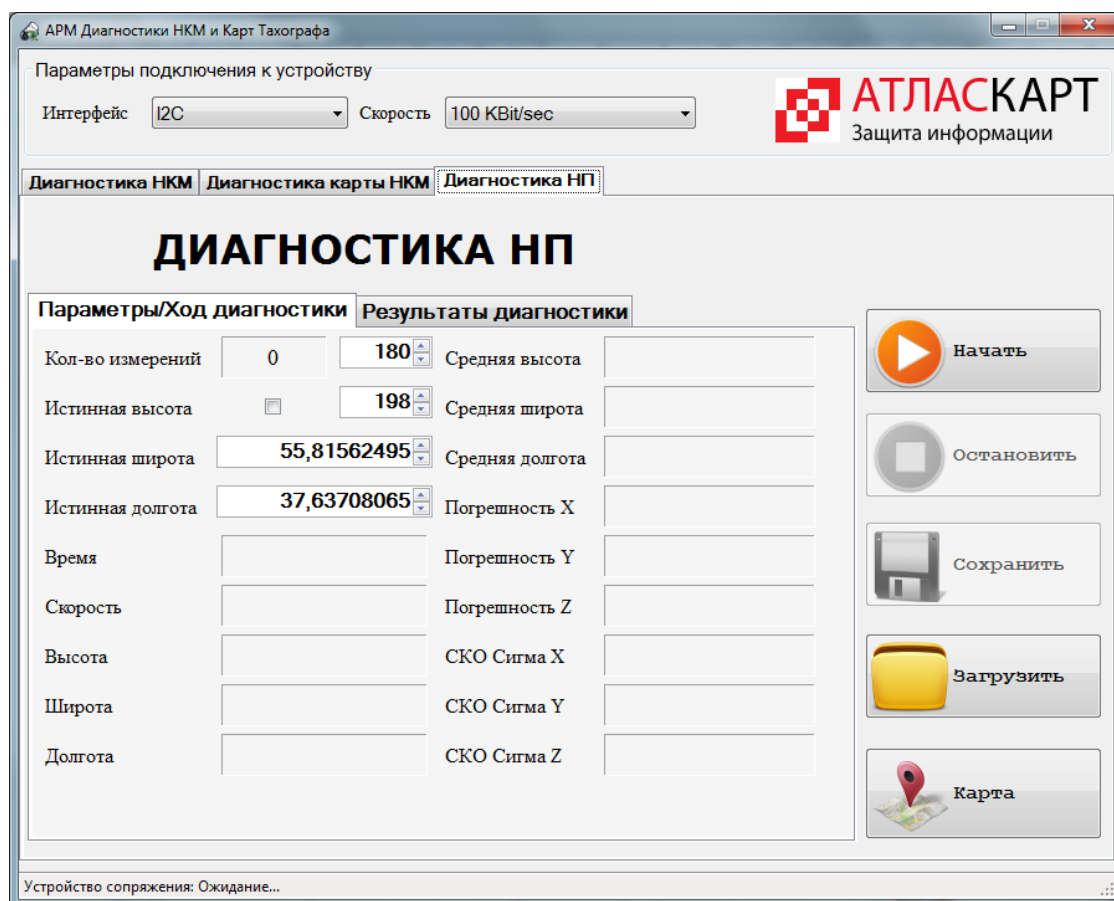 АРМ Диагностики НКМ и Карт Тахографа
Параметры подключения к устройству
Интерфейс I2C Скорость 100 KBit/sec
АТЛАСКАРТ
Защита информации
Диагностика НКМ Диагностика карты НКМ Диагностика НП
ДИАГНОСТИКА НП
Параметры/Ход диагностики Результаты диагностики
Кол-во измерений 0 180 Средняя высота
Истинная высота 198 Средняя широта
Истинная широта 55,81562495 Средняя долгота
Истинная долгота 37,63708065 Погрешность X
Время Погрешность Y
Скорость Погрешность Z
Высота СКО Сигма X
Широта СКО Сигма Y
Долгота СКО Сигма Z
Начать
Остановить
Сохранить
Загрузить
Карта
Устройство сопряжения: Ожидание...